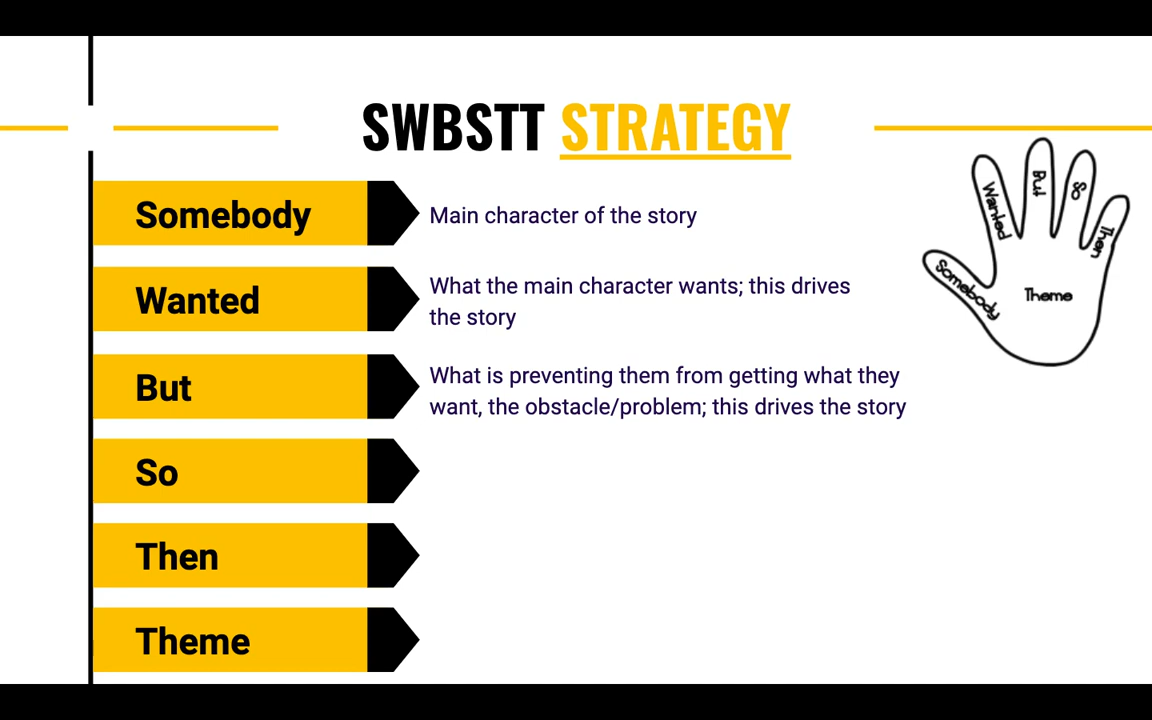 SWBSTT STRATEGY
Somebody
Main character of the story
Wanted
What the main character wants; this drives
the story
But
What is preventing them from getting what they
want, the obstacle/problem; this drives the story
So
Then
Theme
Somebody
Wanted
But
So
Then
Theme